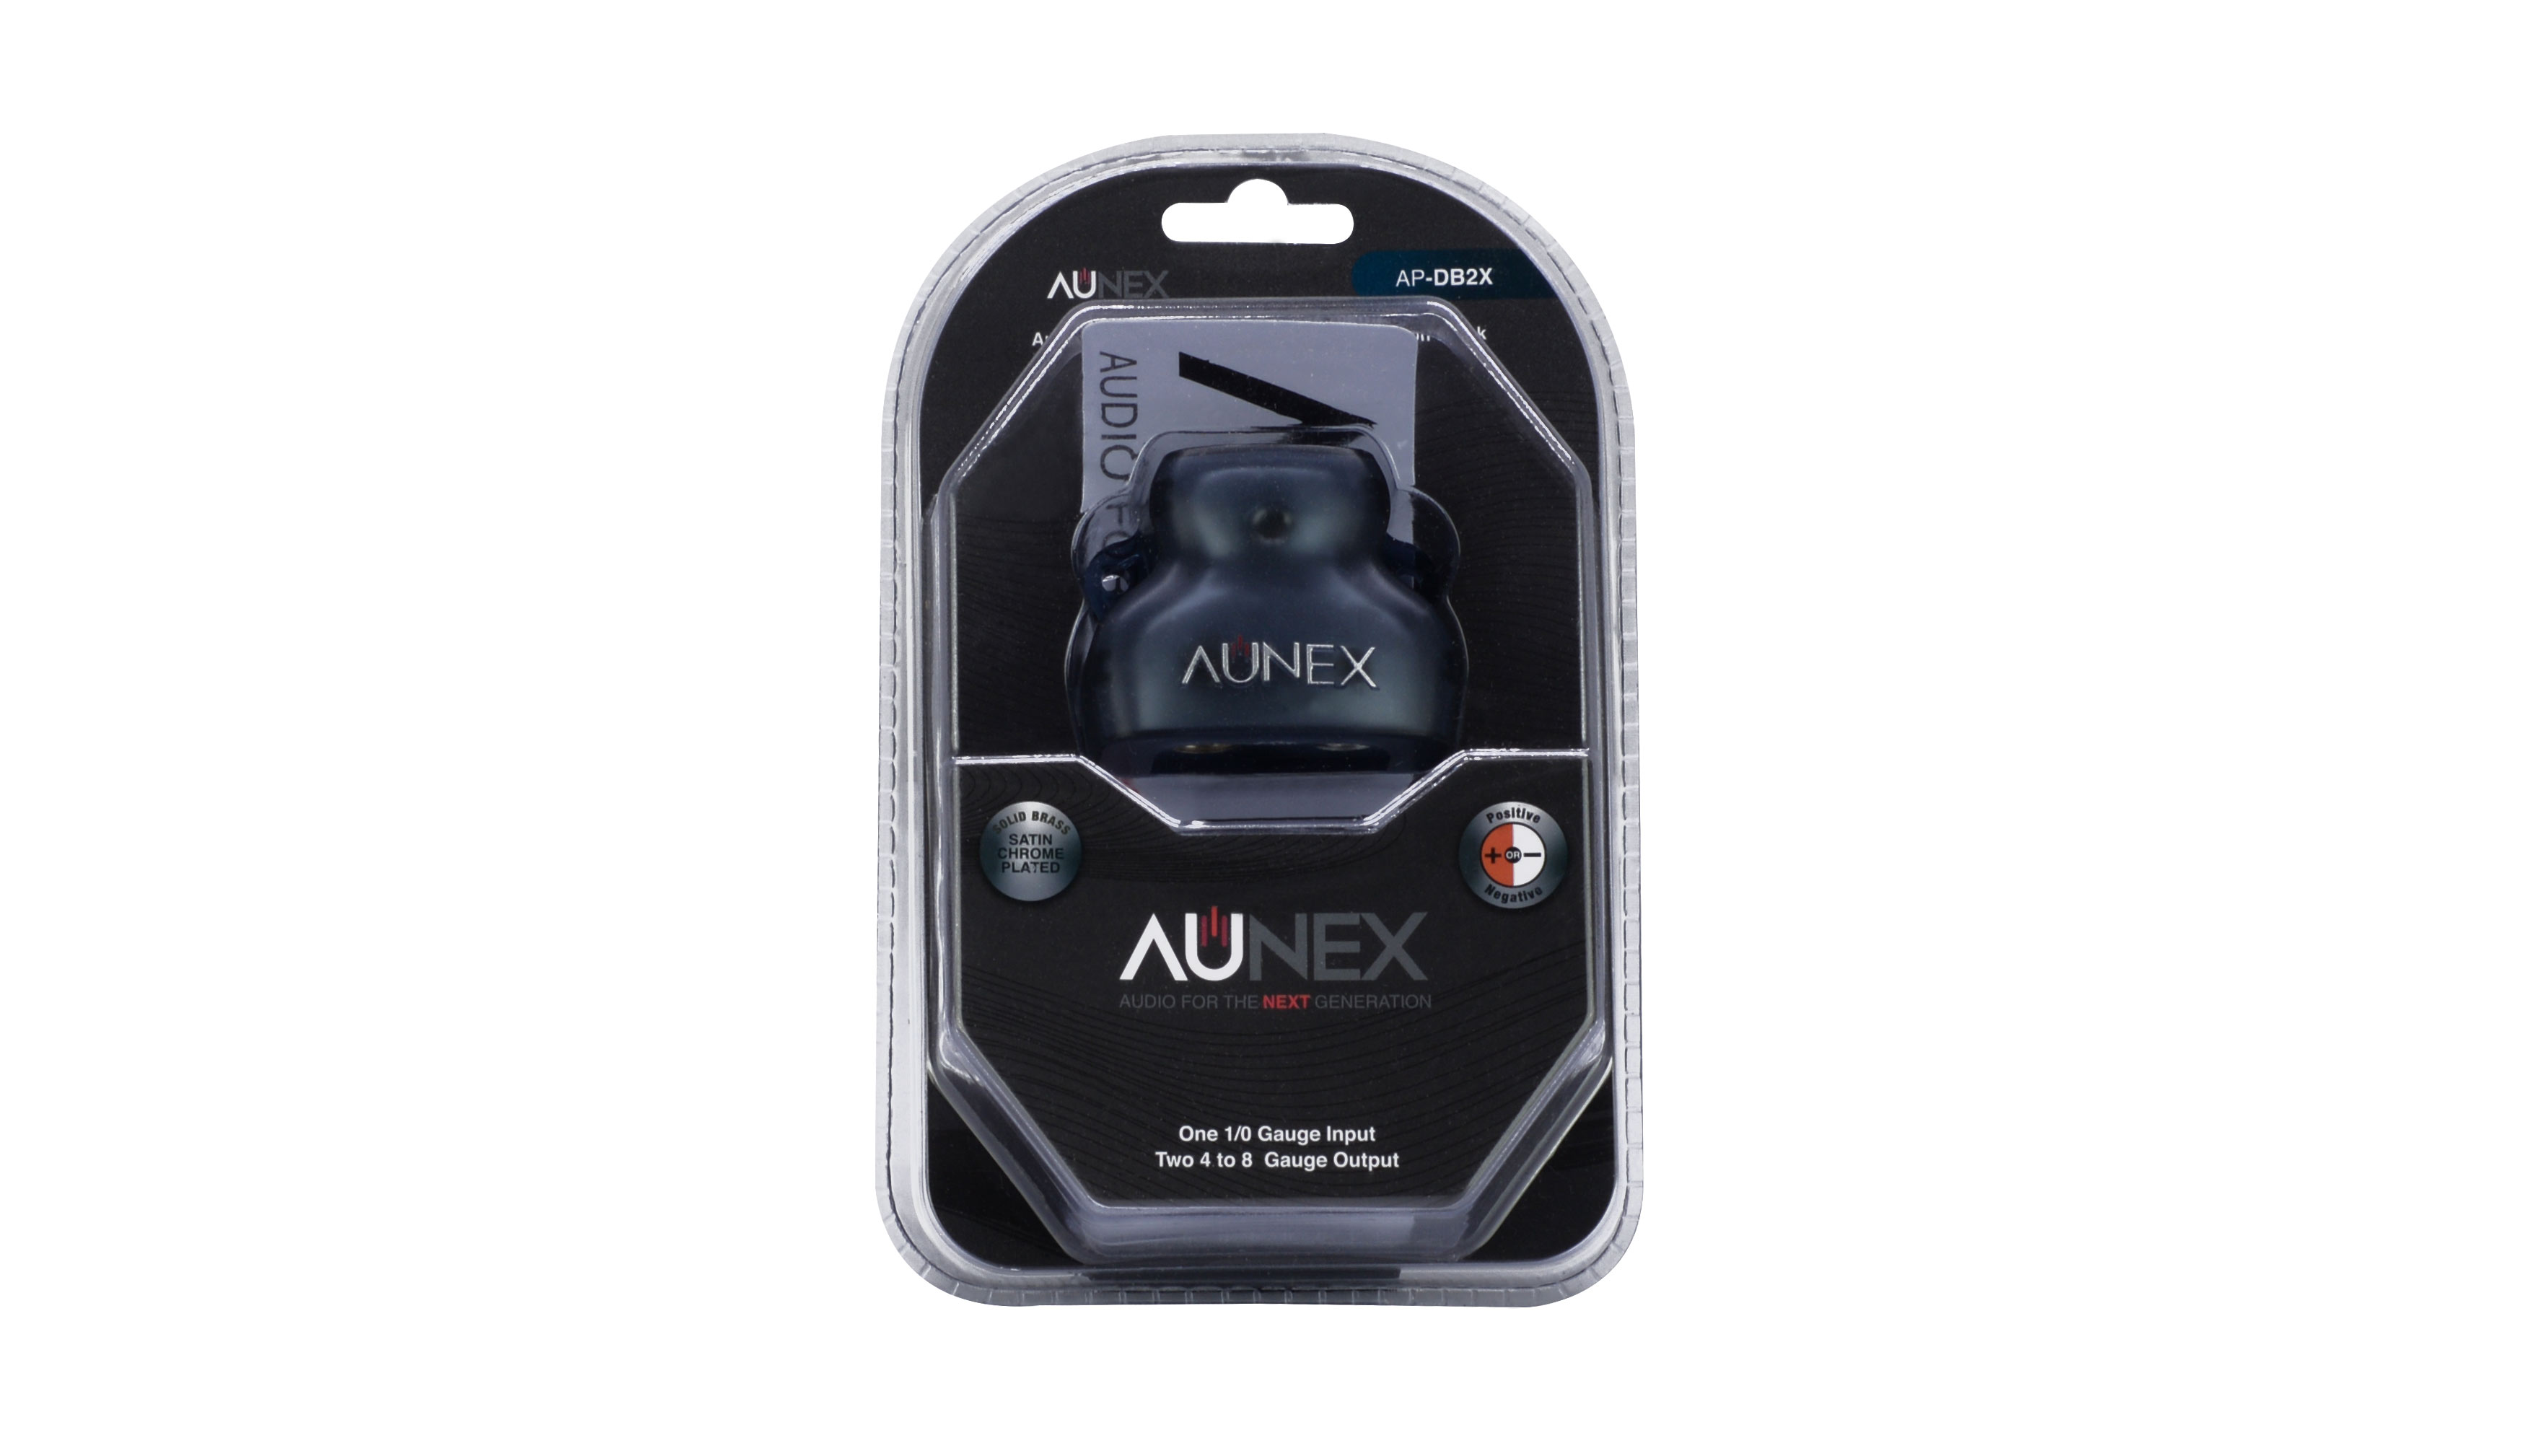 AUNEX
AP-DB2X
AUDIO
AUNEX
SOLID BRASS
SATIN
CHROME
PLATED
Positive
+ OR -
Negative
AUNEX
AUDIO FOR THE NEXT GENERATION
One 1/0 Gauge Input
Two 4 to 8 Gauge Output